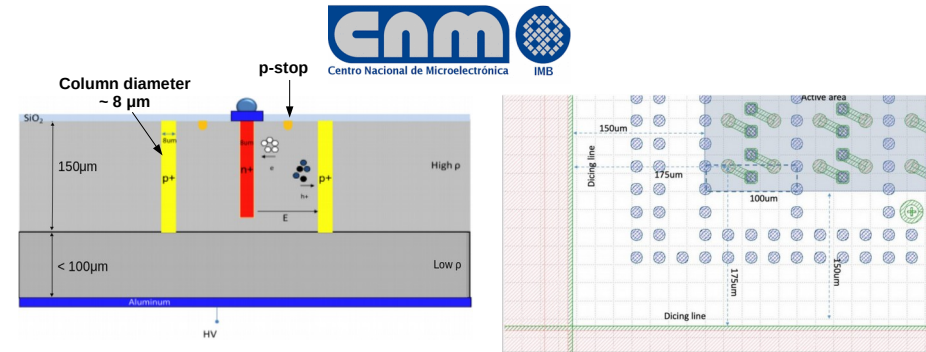 cnm
Centro Nacional de Microelectrónica
IMB
Column diameter
~ 8 μm
p-stop
SiO₂
8um
8um
150μm
p+
n+
p+
e
h+
E
High ρ
< 100μm
Low ρ
Aluminum
HV
Active area
150um
Dicing line
175um
100um
175um
150um
Dicing line